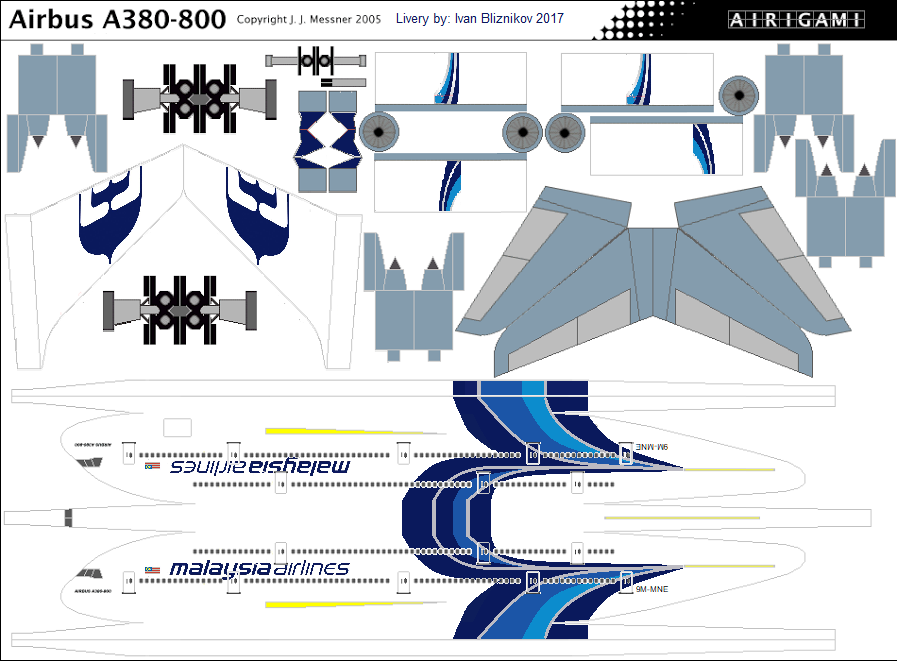 Airbus A380-800 Copyright J. J. Messner 2005 Livery by: Ivan Bliznikov 2017 AIRIGAMI
AIRBUS A380-800
9M-MNE
malaysia airlines
malaysia airlines
AIRBUS A380-800
9M-MNE